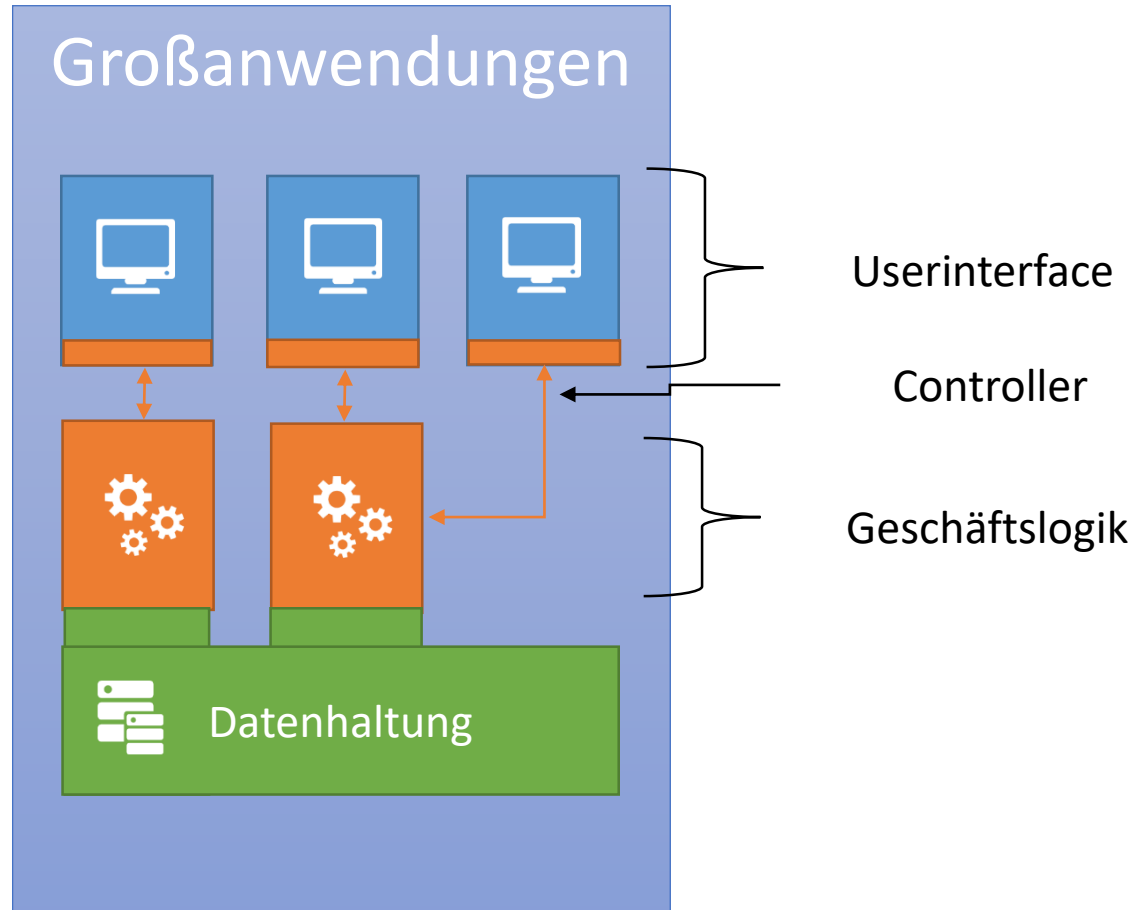 Großanwendungen
Userinterface
Controller
Geschäftslogik
Datenhaltung